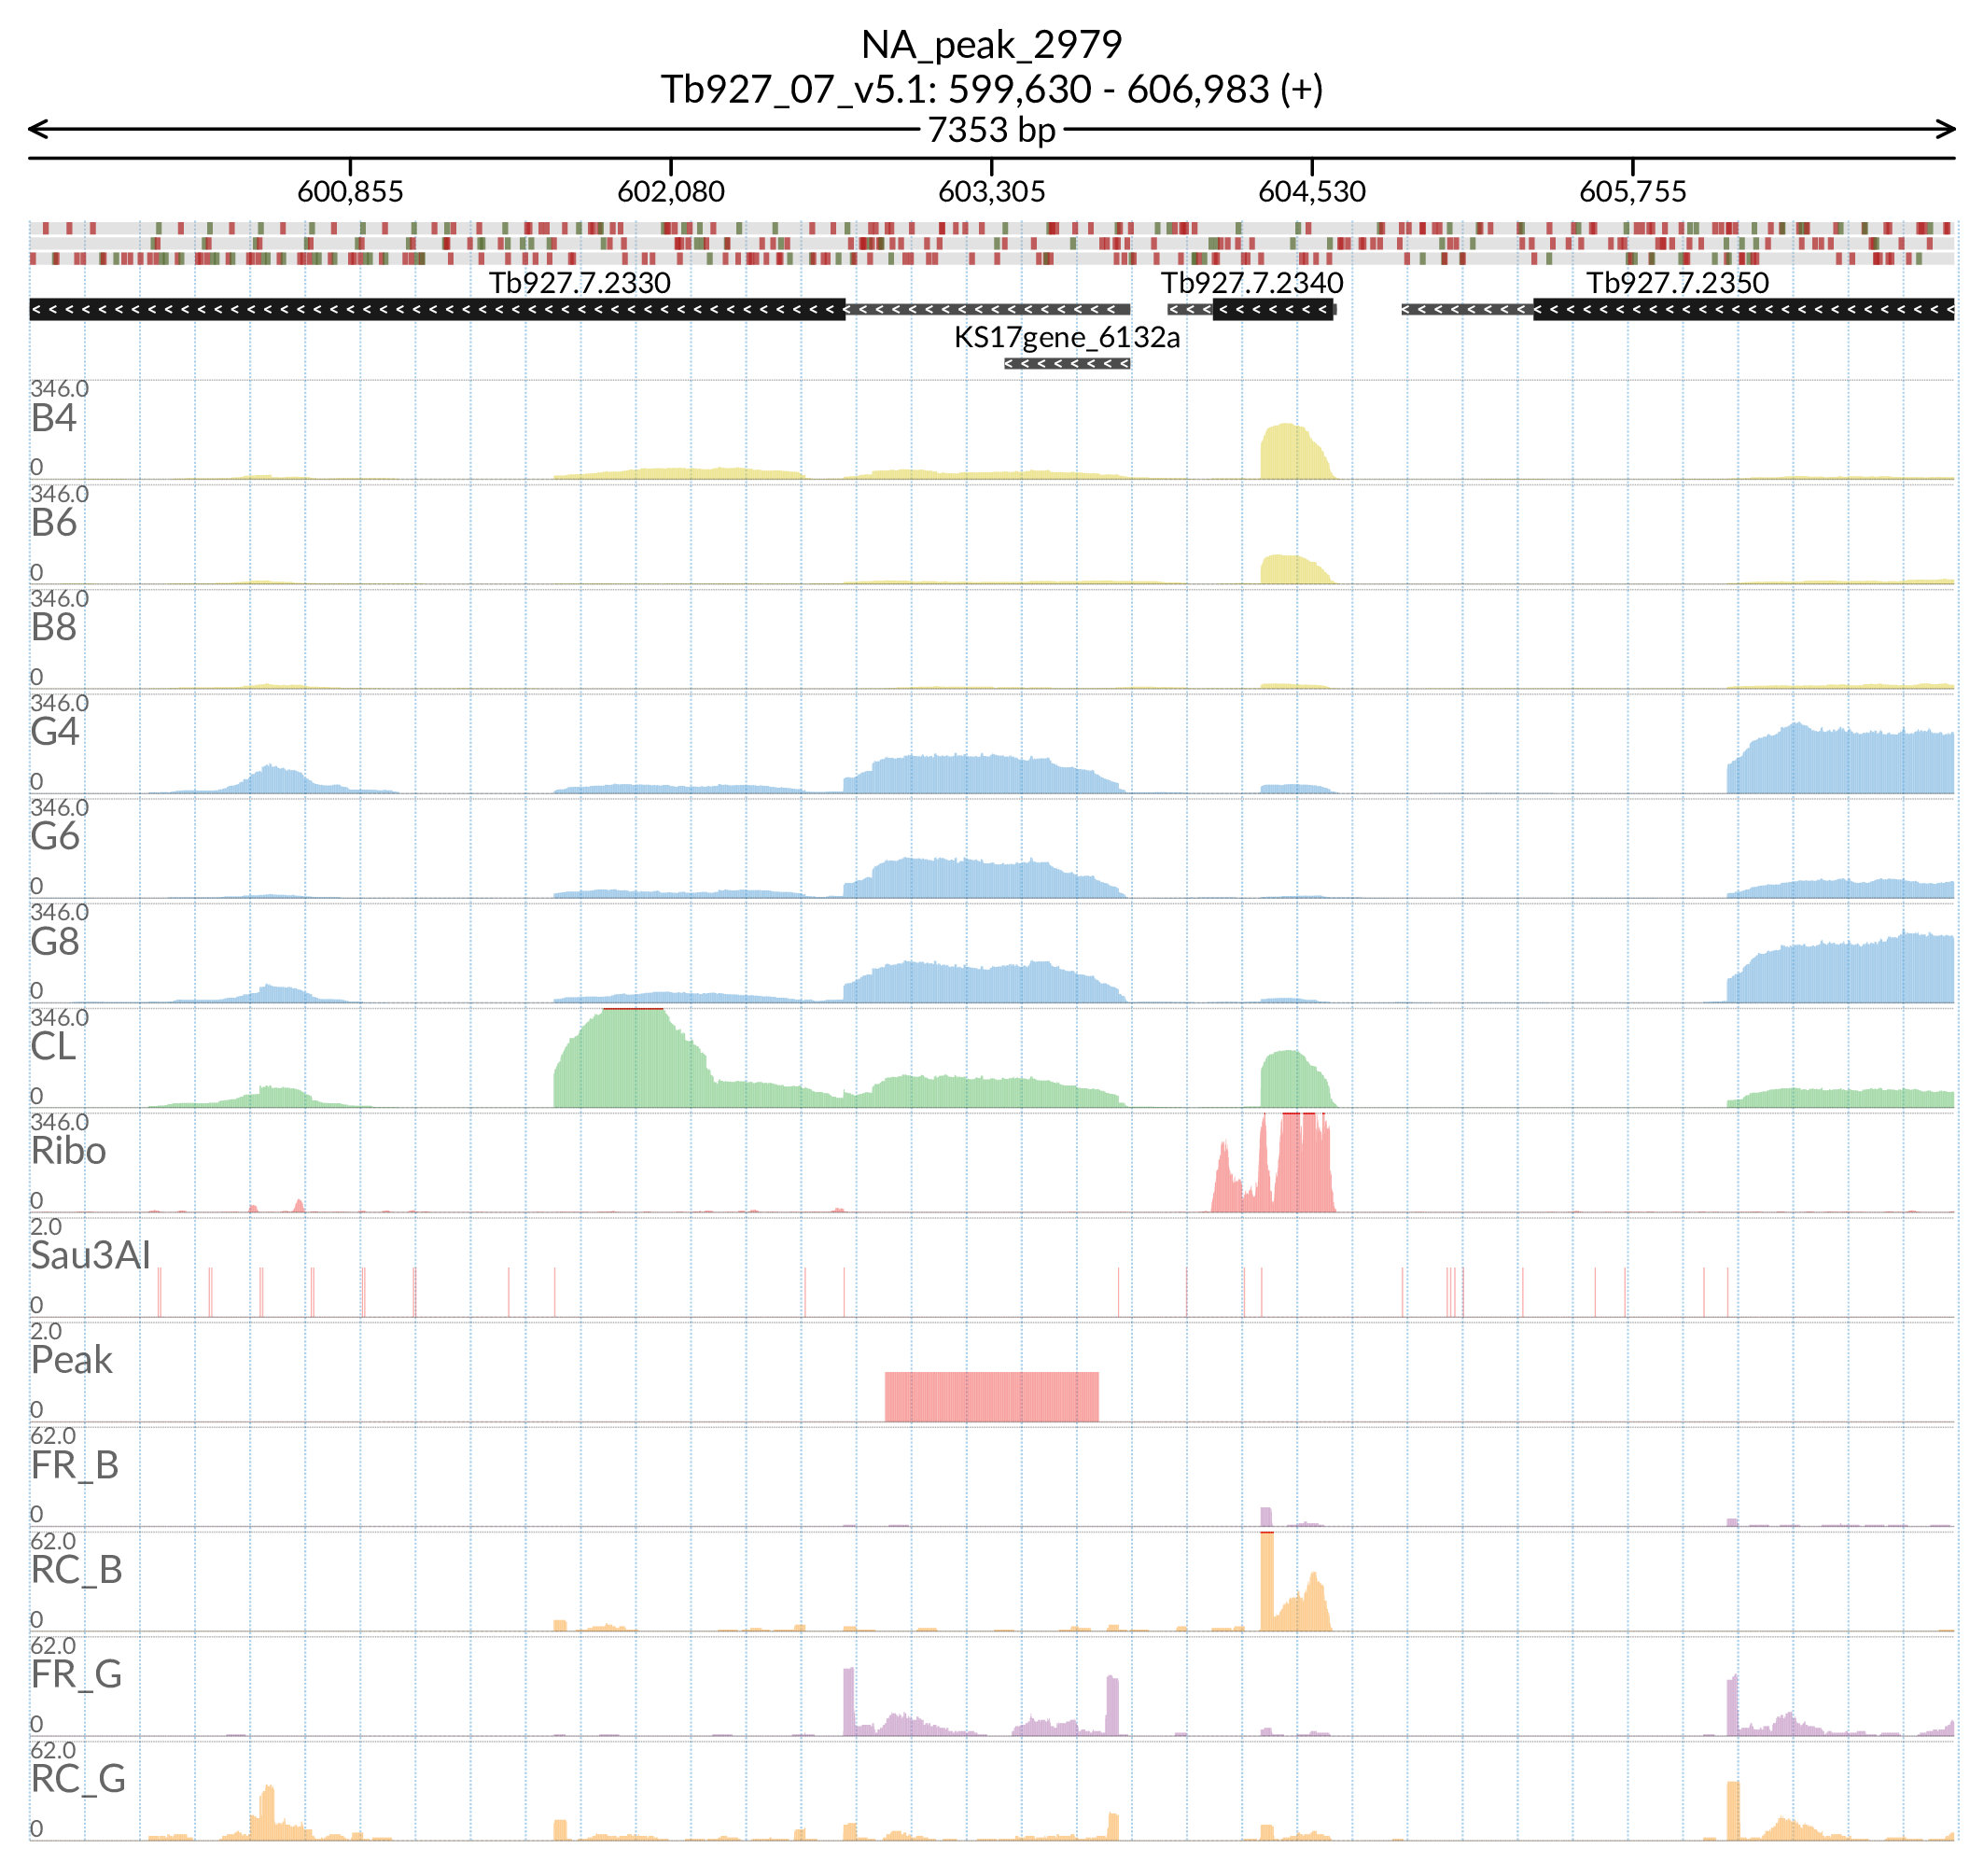 NA_peak_2979
Tb927_07_v5.1: 599,630 - 606,983 (+)
7353 bp
600,855 602,080 603,305 604,530 605,755
Tb927.7.2330 Tb927.7.2340 Tb927.7.2350
KS17gene_6132a
346.0
B4
0
346.0
B6
0
346.0
B8
0
346.0
G4
0
346.0
G6
0
346.0
G8
0
346.0
CL
0
346.0
Ribo
0
2.0
Sau3AI
0
2.0
Peak
0
62.0
FR_B
0
62.0
RC_B
0
62.0
FR_G
0
62.0
RC_G
0